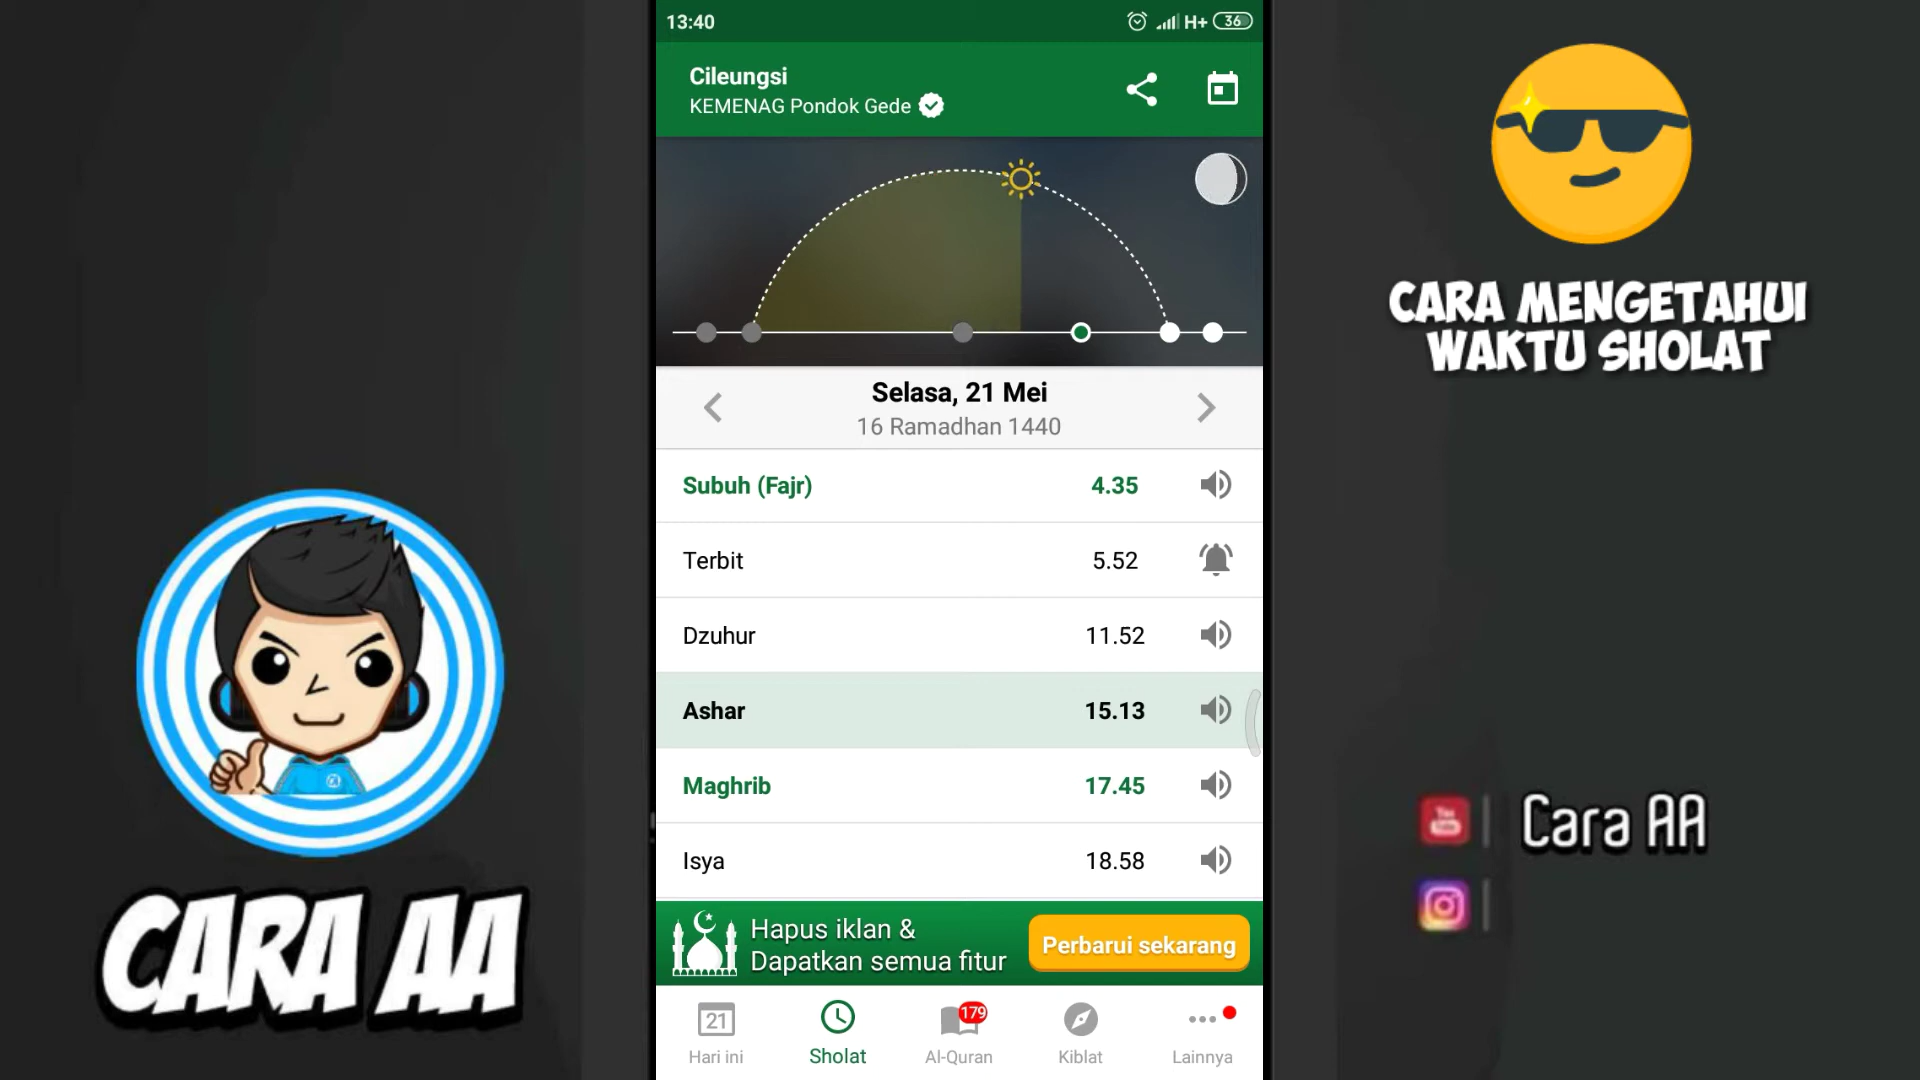 13:40
H+ 36
Cileungsi
KEMENAG Pondok Gede
Selasa, 21 Mei
16 Ramadhan 1440
Subuh (Fajr) 4.35
Terbit 5.52
Dzuhur 11.52
Ashar 15.13
Maghrib 17.45
Isya 18.58
Hapus iklan &
Dapatkan semua fitur
Perbarui sekarang
21 179
Hari ini Sholat Al-Quran Kiblat Lainnya
CARA AA
CARA MENGETAHUI
WAKTU SHOLAT
You
Tube
Cara AA